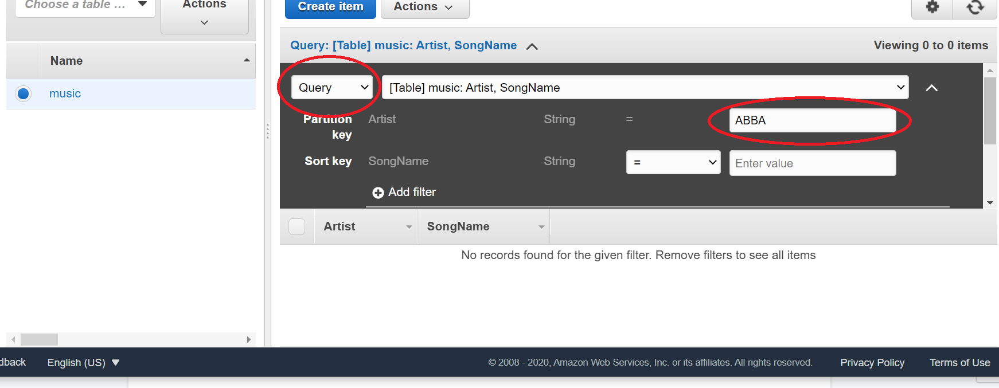 Choose a table ...
Actions
Name
music
Create item
Actions
Query: [Table] music: Artist, SongName
Viewing 0 to 0 items
Query
[Table] music: Artist, SongName
Partition key
Artist
String
=
ABBA
Sort key
SongName
String
=
Enter value
Add filter
Artist
SongName
No records found for the given filter. Remove filters to see all items
dback
English (US)
© 2008 - 2020, Amazon Web Services, Inc. or its affiliates. All rights reserved.
Privacy Policy
Terms of Use